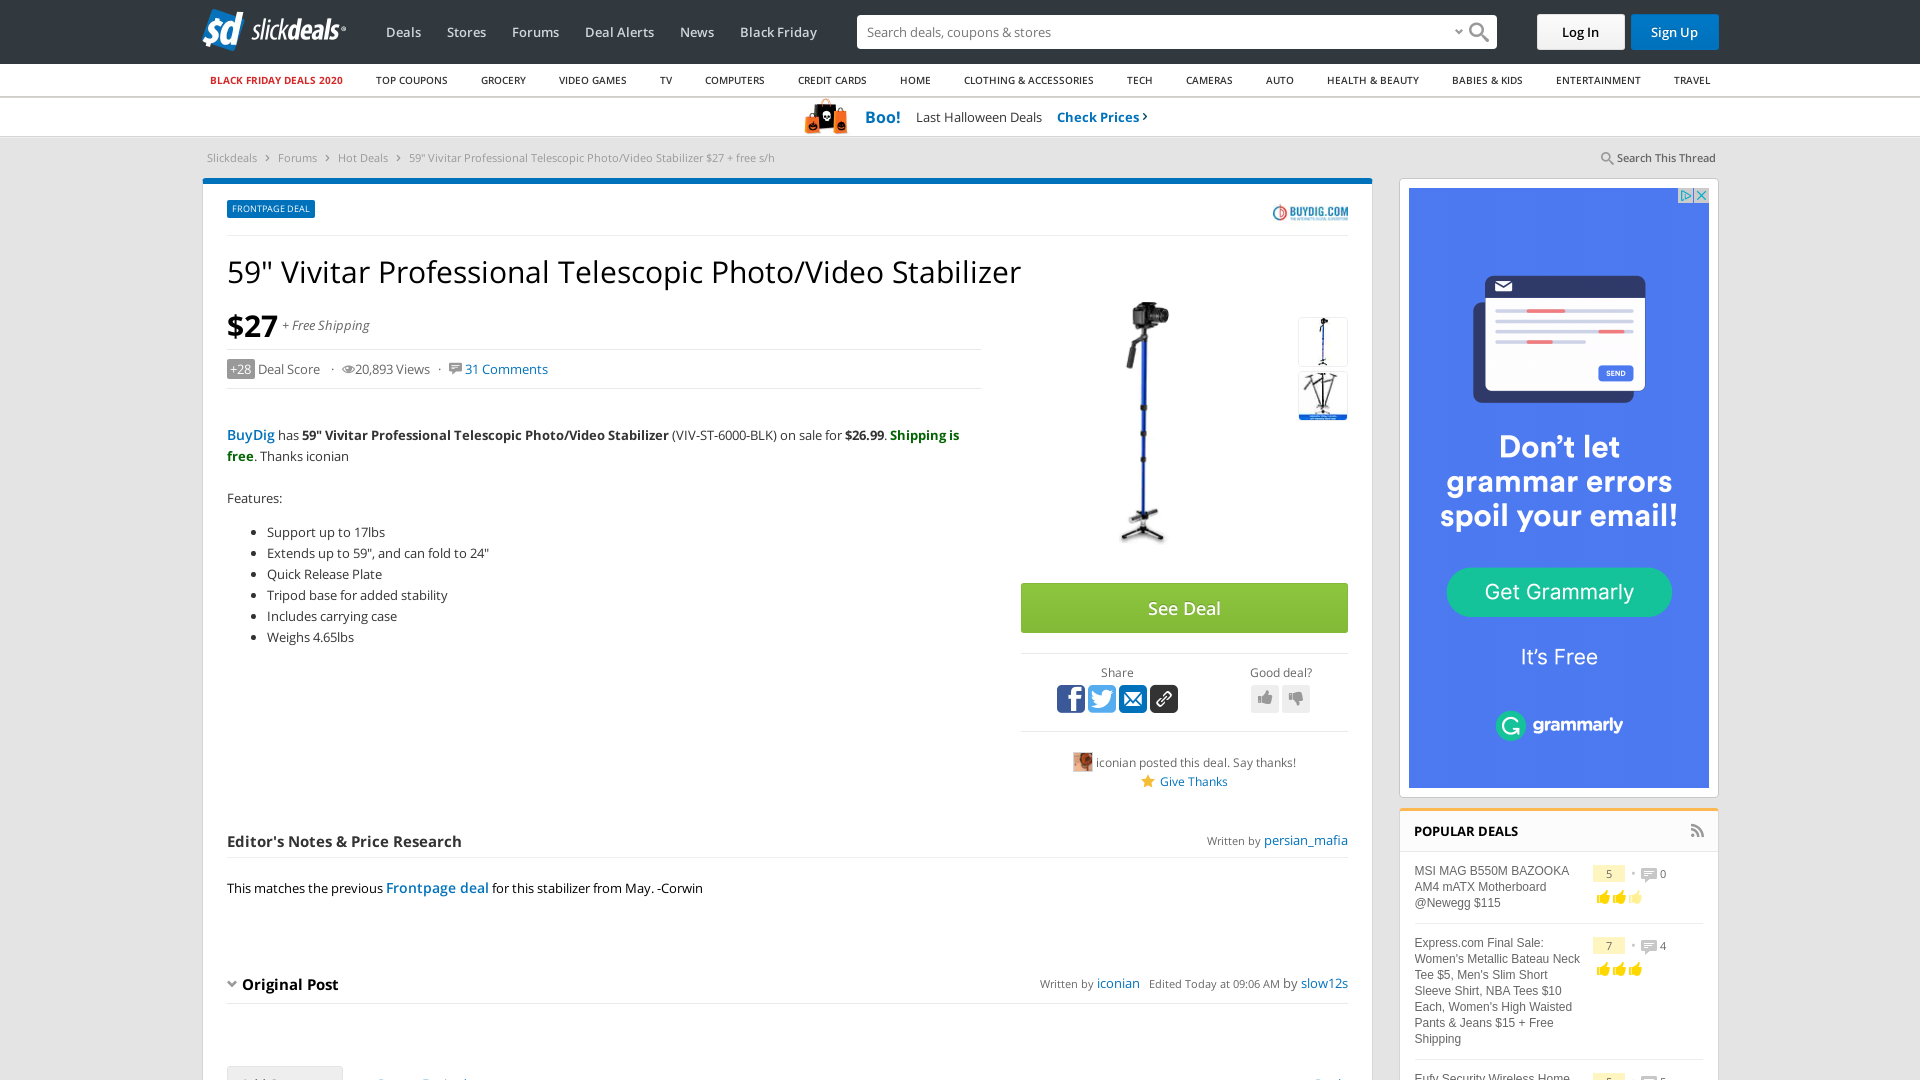 sd slickdeals
Deals Stores Forums Deal Alerts News Black Friday
Search deals, coupons & stores
Log In Sign Up
BLACK FRIDAY DEALS 2020 TOP COUPONS GROCERY VIDEO GAMES TV COMPUTERS CREDIT CARDS HOME CLOTHING & ACCESSORIES TECH CAMERAS AUTO HEALTH & BEAUTY BABIES & KIDS ENTERTAINMENT TRAVEL
Boo! Last Halloween Deals Check Prices
Slickdeals Forums Hot Deals 59" Vivitar Professional Telescopic Photo/Video Stabilizer $27 + free s/h
Search This Thread
FRONTPAGE DEAL
BUYDIG.COM
59" Vivitar Professional Telescopic Photo/Video Stabilizer
$27 + Free Shipping
+28 Deal Score · 20,893 Views · 31 Comments
BuyDig has 59" Vivitar Professional Telescopic Photo/Video Stabilizer (VIV-ST-6000-BLK) on sale for $26.99. Shipping is
free. Thanks iconian
Features:
• Support up to 17lbs
• Extends up to 59", and can fold to 24"
• Quick Release Plate
• Tripod base for added stability
• Includes carrying case
• Weighs 4.65lbs
See Deal
Share
Good deal?
iconian posted this deal. Say thanks!
Give Thanks
Editor's Notes & Price Research
Written by persian_mafia
This matches the previous Frontpage deal for this stabilizer from May. -Corwin
Original Post
Written by iconian Edited Today at 09:06 AM by slow12s
SEND
Don't let
grammar errors
spoil your email!
Get Grammarly
It's Free
grammarly
POPULAR DEALS
MSI MAG B550M BAZOOKA
AM4 mATX Motherboard
@Newegg $115
5 • 0
Express.com Final Sale:
Women's Metallic Bateau Neck
Tee $5, Men's Slim Short
Sleeve Shirt, NBA Tees $10
Each, Women's High Waisted
Pants & Jeans $15 + Free
Shipping
7 • 4
Eufy Security Wireless Home